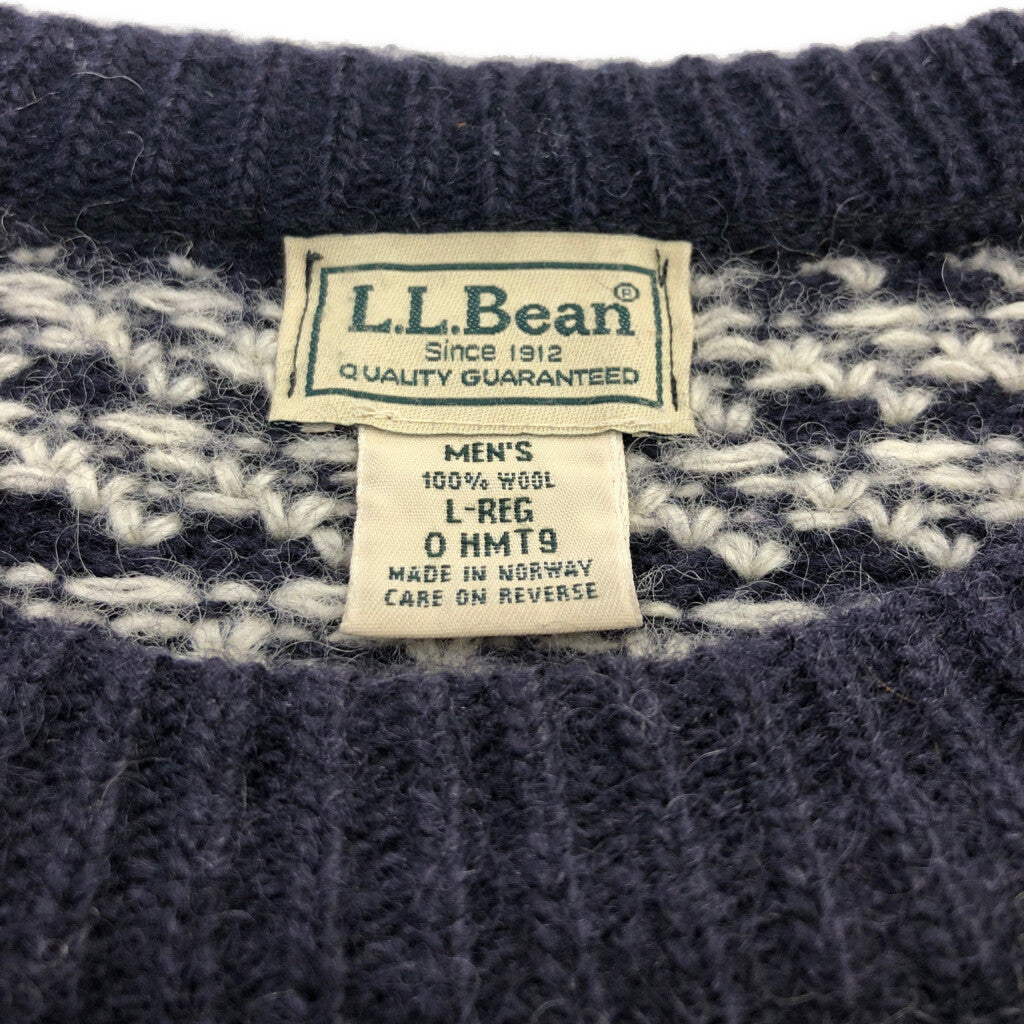 L.L.Bean®
Since 1912
QUALITY GUARANTEED
MEN'S
100% WOOL
L-REG
0 HMT9
MADE IN NORWAY
CARE ON REVERSE